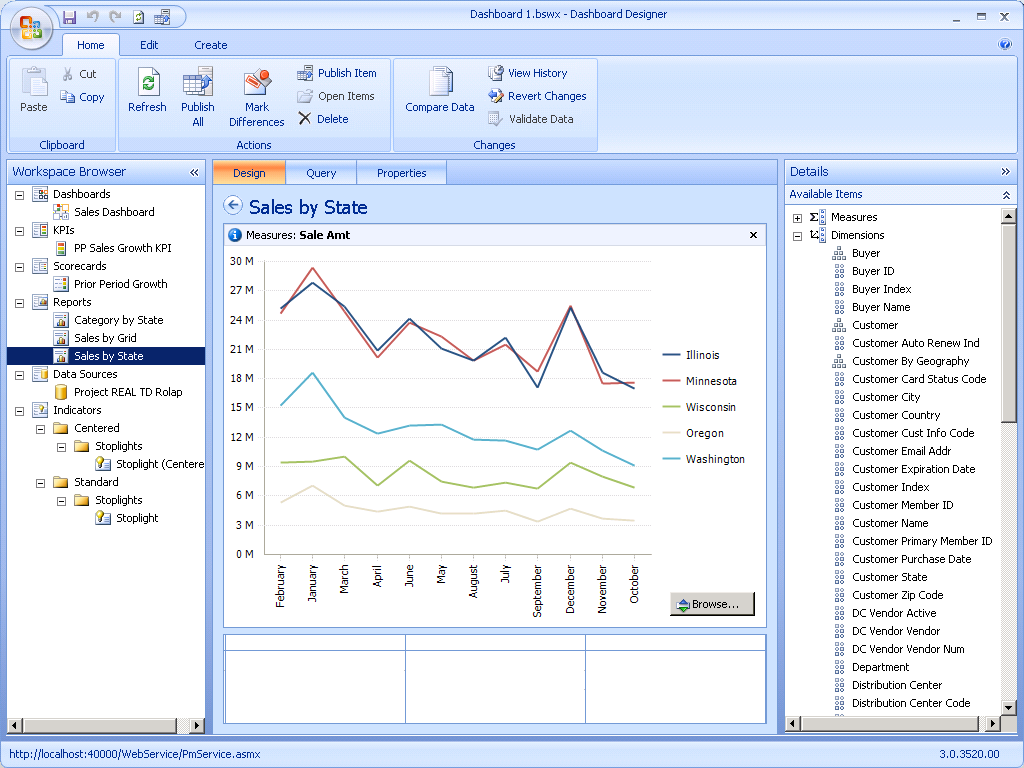 Dashboard 1.bswx - Dashboard Designer
Home
Edit
Create
Paste
Cut
Copy
Clipboard
Refresh
Publish
All
Mark
Differences
Publish Item
Open Items
Delete
Actions
Compare Data
View History
Revert Changes
Validate Data
Changes
Workspace Browser
Dashboards
Sales Dashboard
KPIs
PP Sales Growth KPI
Scorecards
Prior Period Growth
Reports
Category by State
Sales by Grid
Sales by State
Data Sources
Project REAL TD Rolap
Indicators
Centered
Stoplights
Stoplight (Centere
Standard
Stoplights
Stoplight
Design
Query
Properties
Sales by State
Measures: Sale Amt
30 M
27 M
24 M
21 M
18 M
15 M
12 M
9 M
6 M
3 M
0 M
February
January
March
April
June
May
August
July
September
December
November
October
Illinois
Minnesota
Wisconsin
Oregon
Washington
Browse...
Details
Available Items
Measures
Dimensions
Buyer
Buyer ID
Buyer Index
Buyer Name
Customer
Customer Auto Renew Ind
Customer By Geography
Customer Card Status Code
Customer City
Customer Country
Customer Cust Info Code
Customer Email Addr
Customer Expiration Date
Customer Index
Customer Member ID
Customer Name
Customer Primary Member ID
Customer Purchase Date
Customer State
Customer Zip Code
DC Vendor Active
DC Vendor Vendor
DC Vendor Vendor Num
Department
Distribution Center
Distribution Center Code
http://localhost:40000/WebService/PmService.asmx
3.0.3520.00